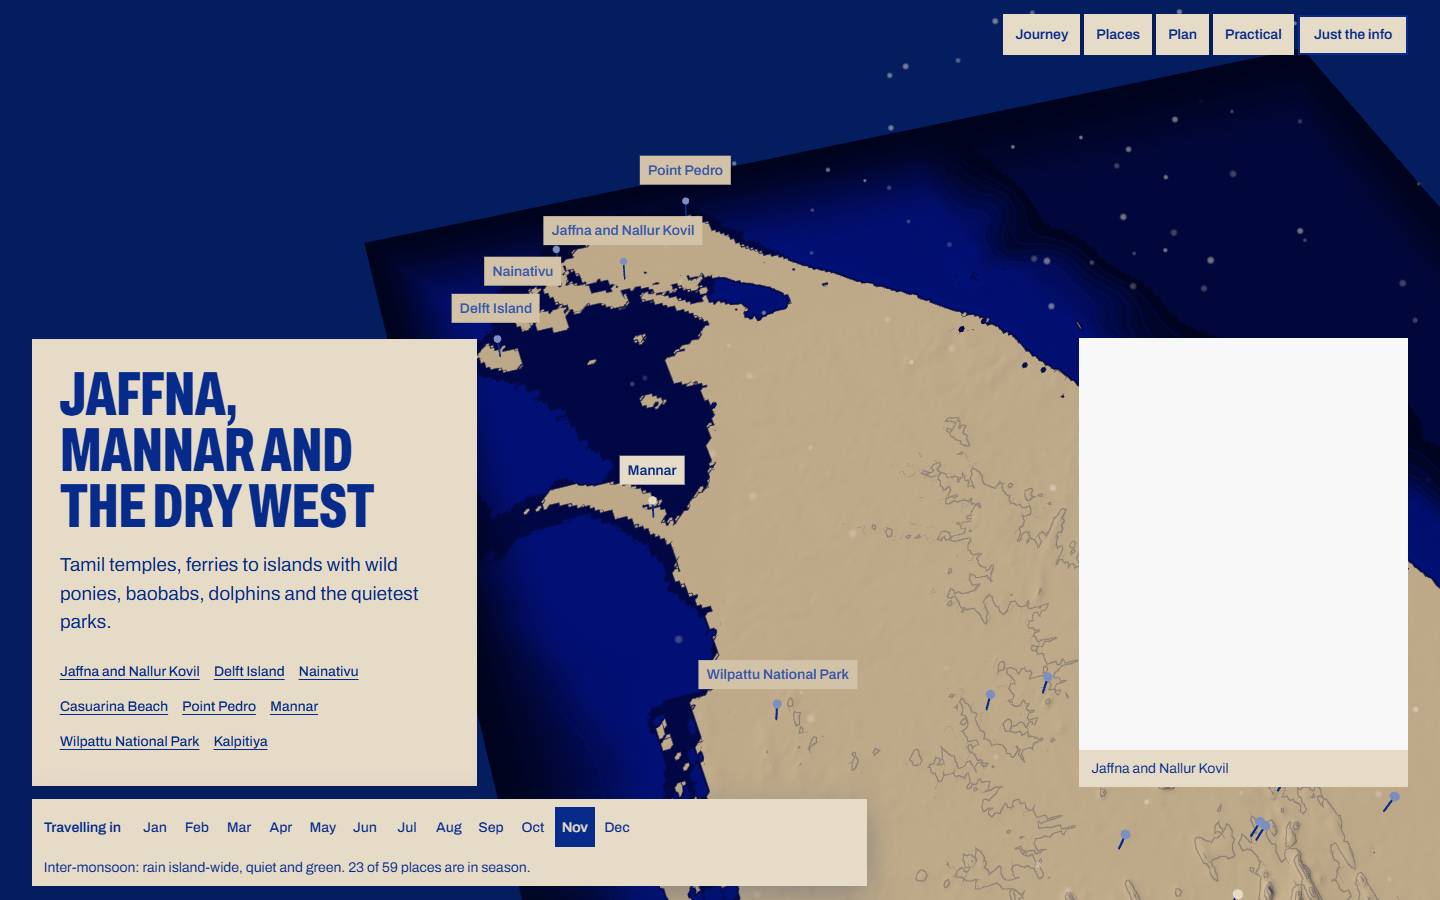 Journey Places Plan Practical Just the info
Point Pedro
Jaffna and Nallur Kovil
Nainativu
Delft Island
JAFFNA,
MANNAR AND
THE DRY WEST
Tamil temples, ferries to islands with wild
ponies, baobabs, dolphins and the quietest
parks.
Jaffna and Nallur Kovil Delft Island Nainativu
Casuarina Beach Point Pedro Mannar
Wilpattu National Park Kalpitiya
Mannar
Wilpattu National Park
Jaffna and Nallur Kovil
Travelling in Jan Feb Mar Apr May Jun Jul Aug Sep Oct Nov Dec
Inter-monsoon: rain island-wide, quiet and green. 23 of 59 places are in season.